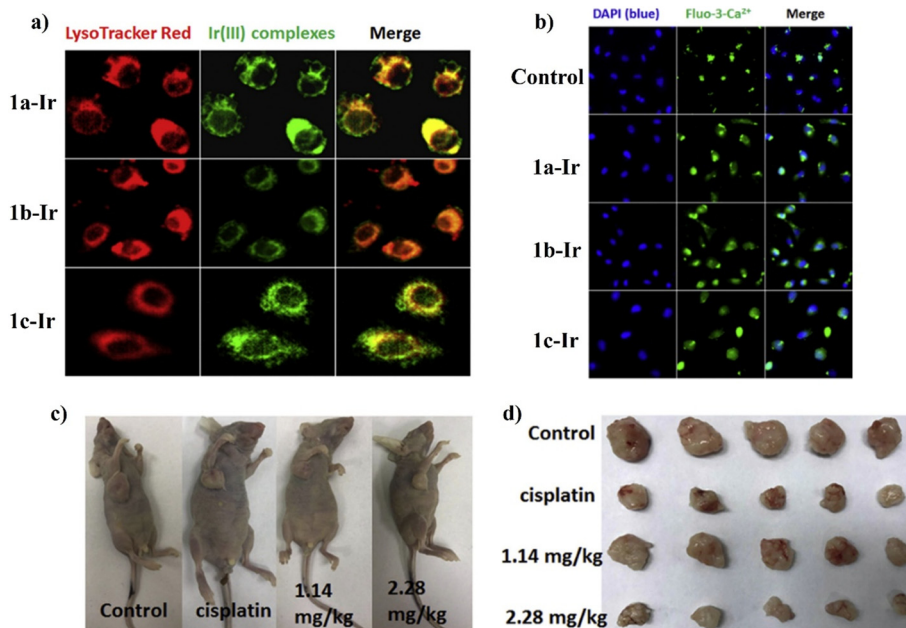 a)
LysoTracker Red Ir(III) complexes Merge
1a-Ir
1b-Ir
1c-Ir
b)
DAPI (blue) Fluo-3-Ca²⁺ Merge
Control
1a-Ir
1b-Ir
1c-Ir
c)
Control cisplatin 1.14 mg/kg 2.28 mg/kg
d)
Control
cisplatin
1.14 mg/kg
2.28 mg/kg